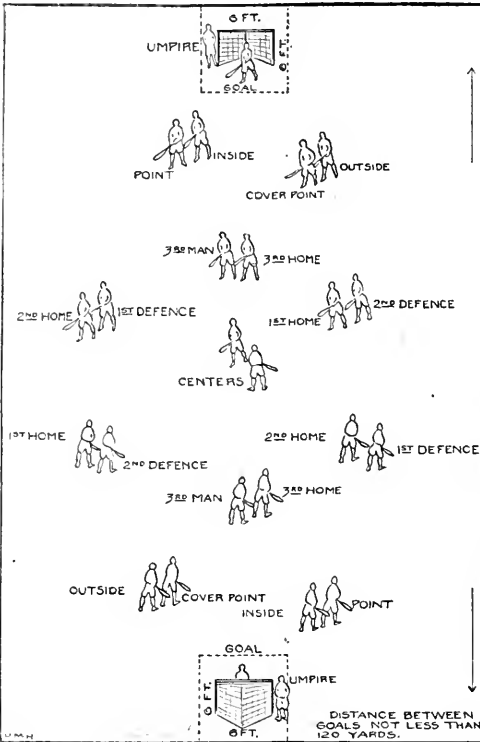 6 FT.
UMPIRE
6 FT.
GOAL
POINT
INSIDE
COVER POINT
OUTSIDE
3RD MAN
3RD HOME
2ND HOME
1ST DEFENCE
1ST HOME
2ND DEFENCE
CENTERS
1ST HOME
2ND DEFENCE
2ND HOME
1ST DEFENCE
3RD MAN
3RD HOME
OUTSIDE
COVER POINT
INSIDE
POINT
GOAL
6 FT.
UMPIRE
6 FT.
DISTANCE BETWEEN
GOALS NOT LESS THAN
120 YARDS.